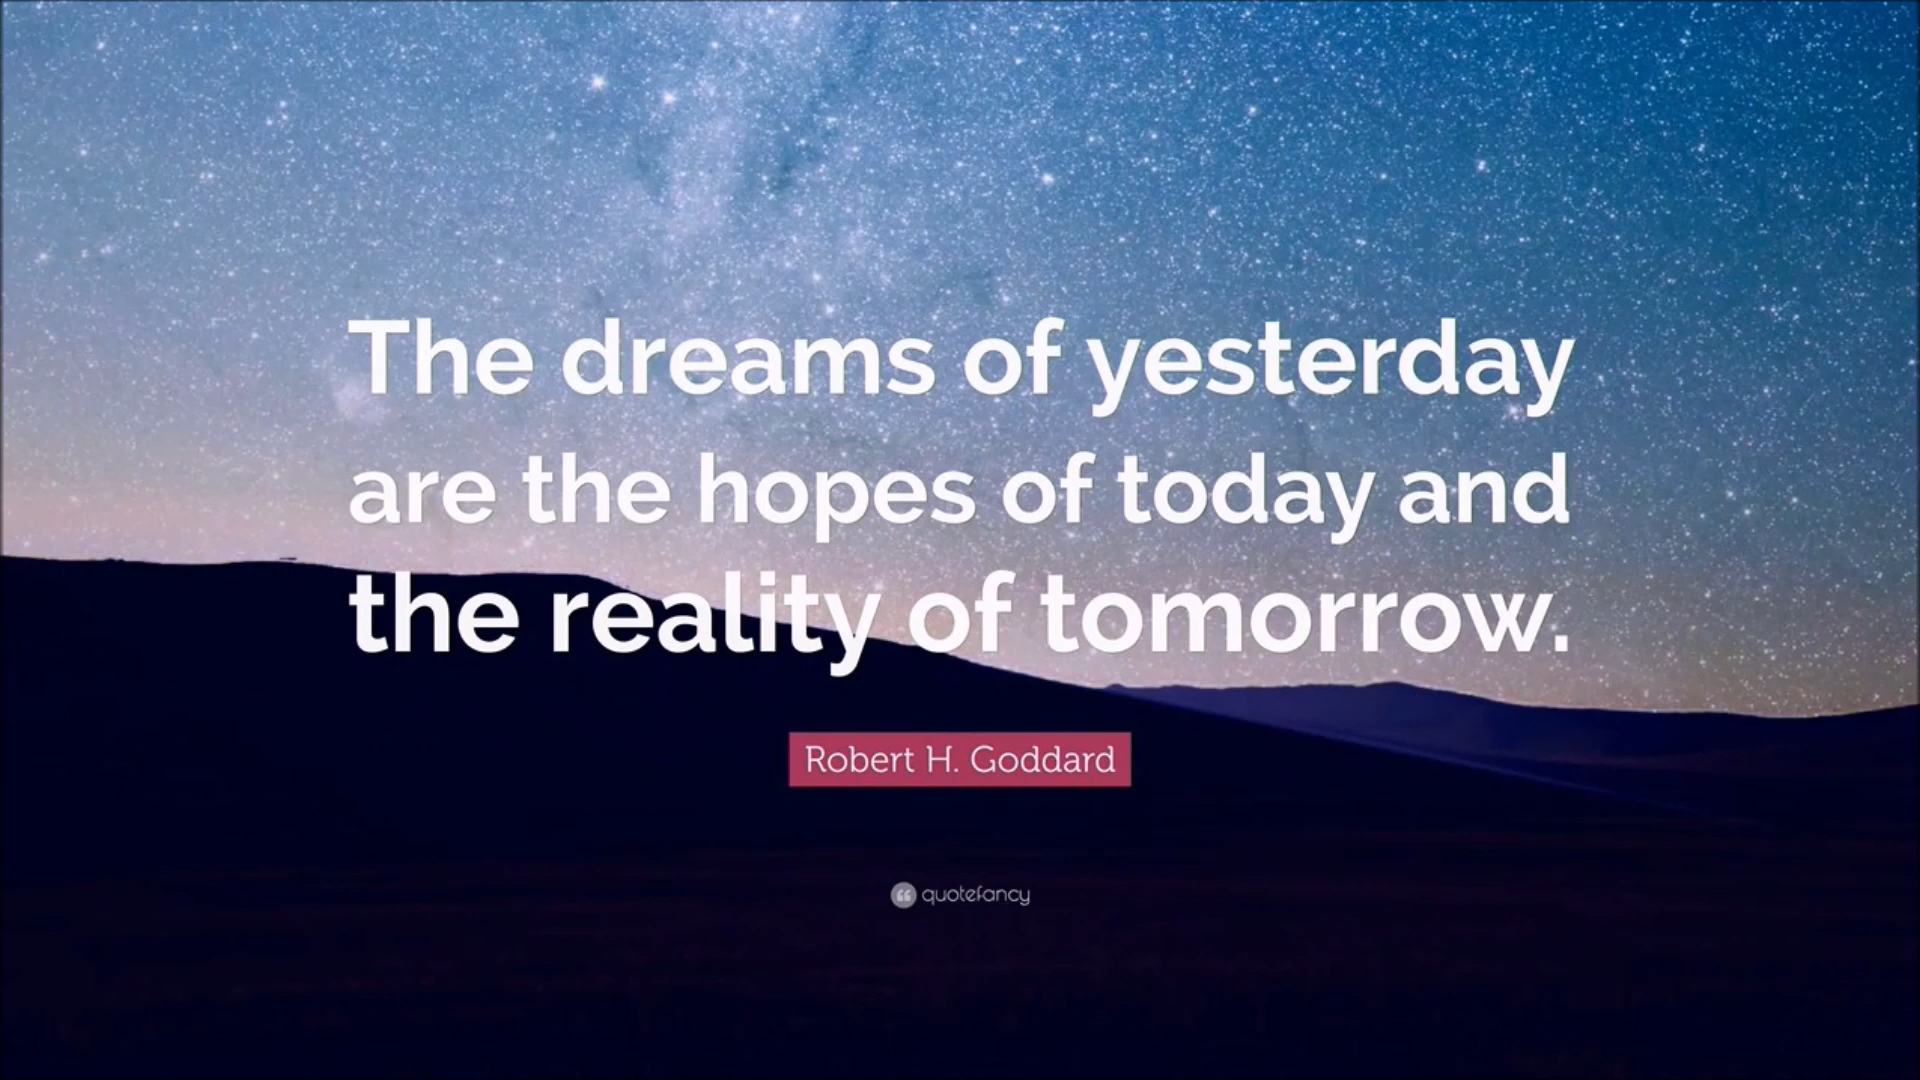 The dreams of yesterday
are the hopes of today and
the reality of tomorrow.
Robert H. Goddard
quotefancy